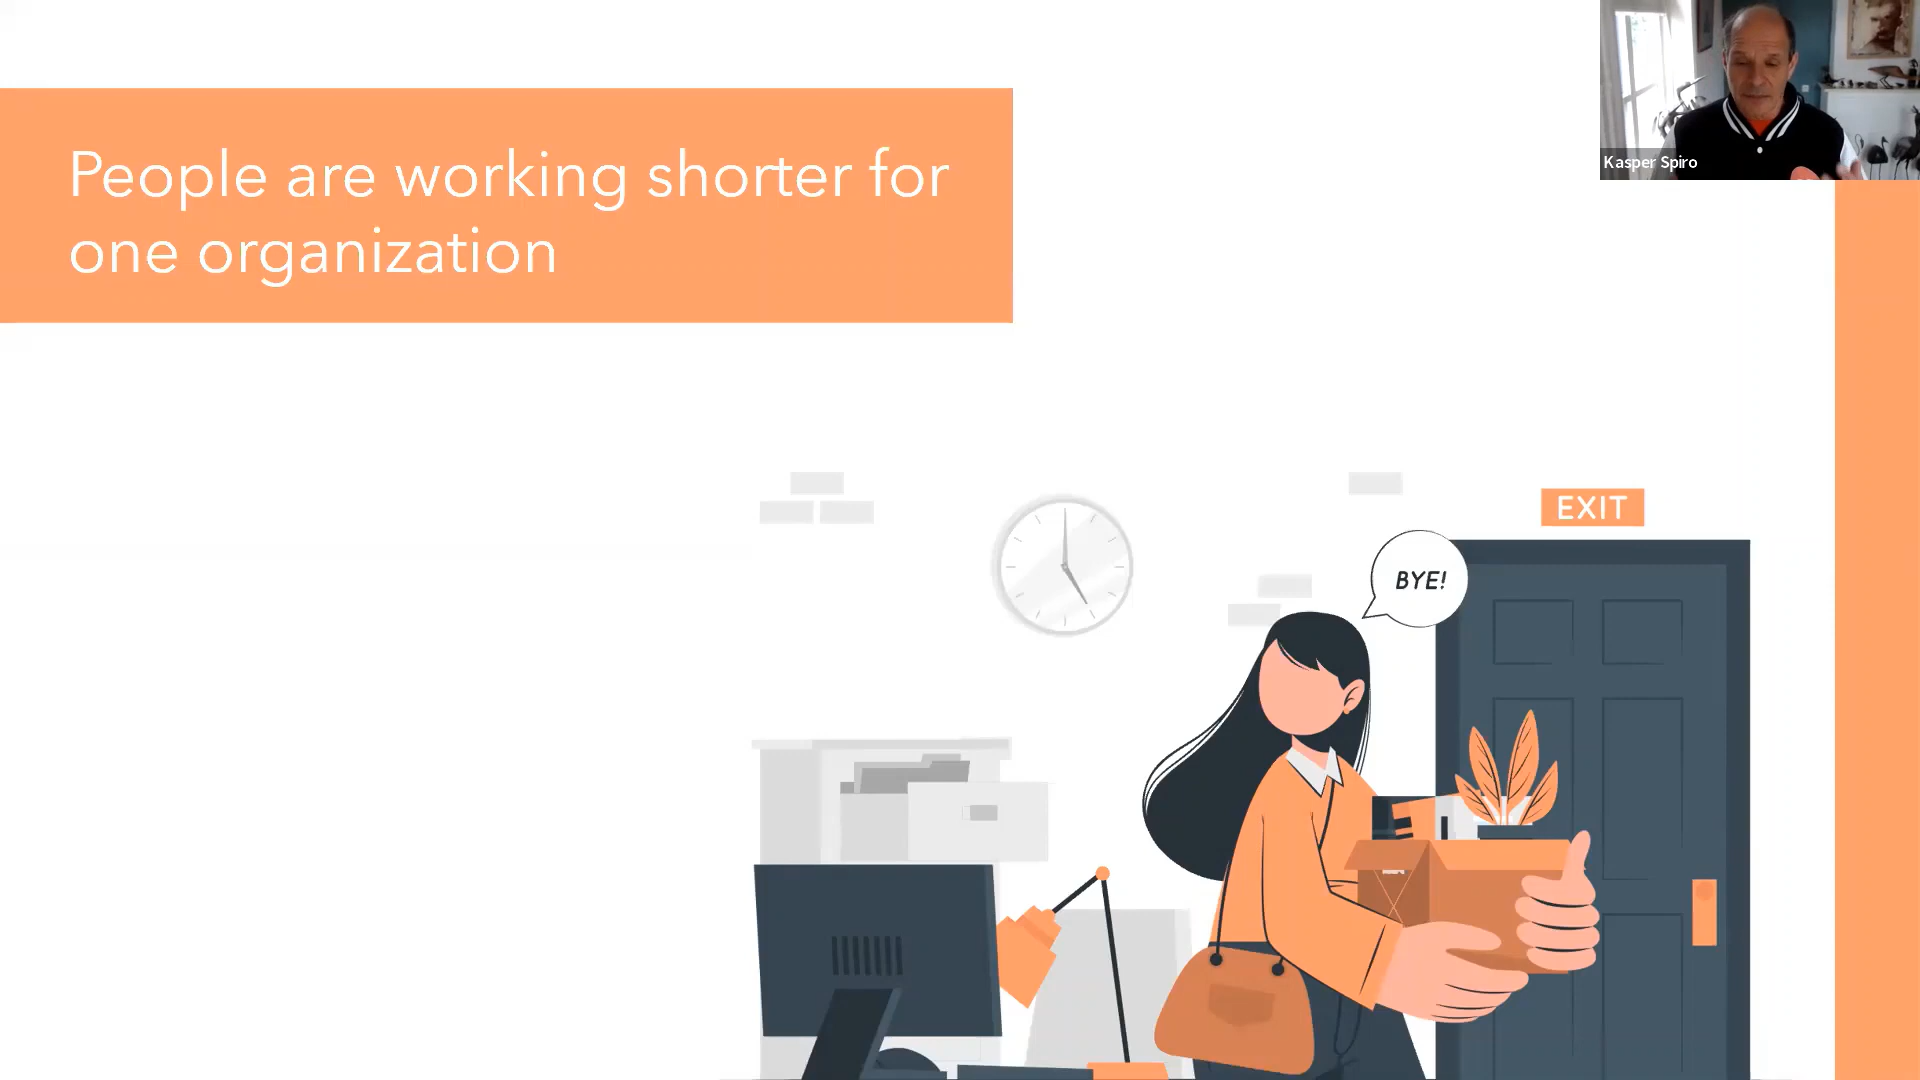 People are working shorter for
one organization
Kasper Spiro
EXIT
BYE!